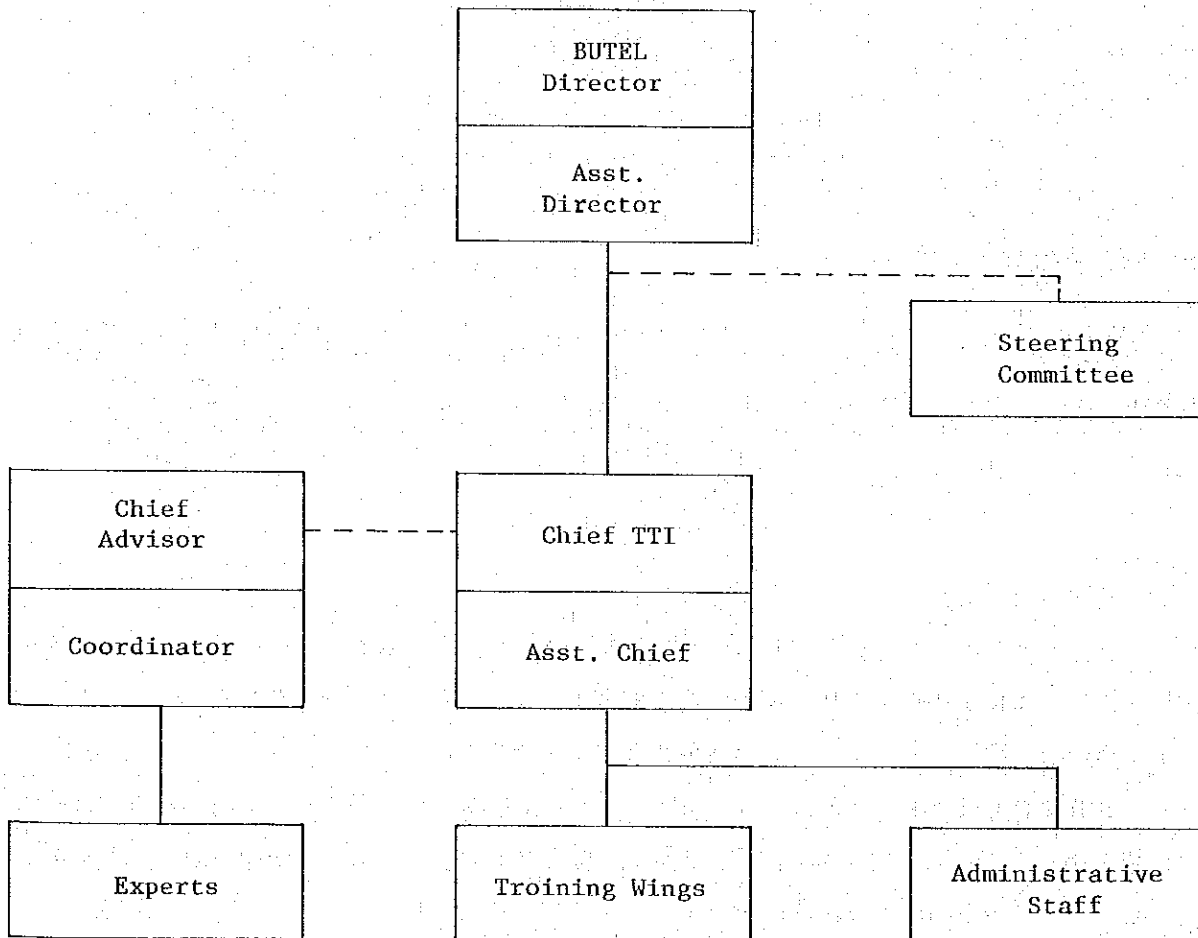 BUTEL
Director
Asst.
Director
Steering
Committee
Chief
Advisor
Chief TTI
Coordinator
Asst. Chief
Experts
Troining Wings
Administrative
Staff